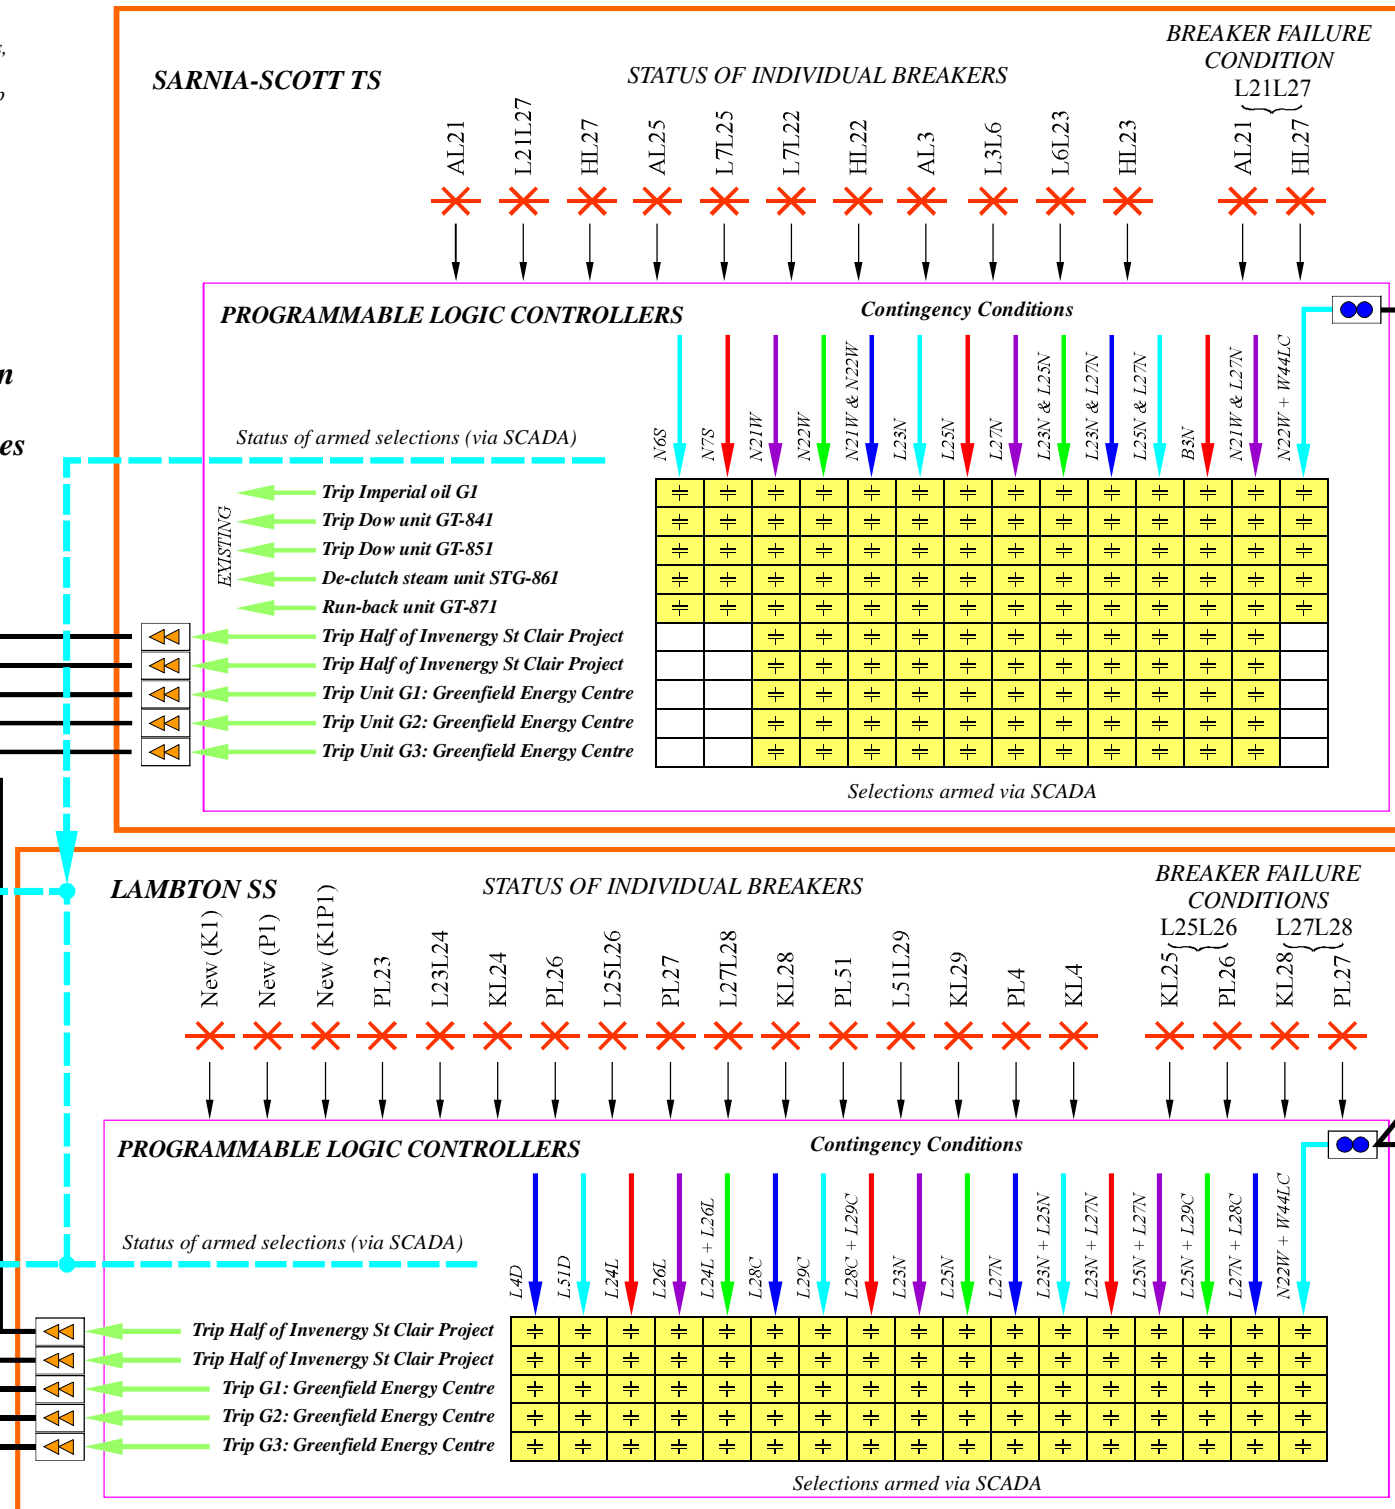 s,
n
es
SARNIA-SCOTT TS
STATUS OF INDIVIDUAL BREAKERS
BREAKER FAILURE
CONDITION
L21L27
AL21
L21L27
HL27
AL25
L7L25
L7L22
HL22
AL3
L3L6
L6L23
HL23
AL21
HL27
PROGRAMMABLE LOGIC CONTROLLERS
Contingency Conditions
N6S
N7S
N21W
N22W
N21W & N22W
L23N
L25N
L27N
L23N & L25N
L23N & L27N
L25N & L27N
B3N
N21W & L27N
N22W + W44LC
Status of armed selections (via SCADA)
EXISTING
Trip Imperial oil G1
Trip Dow unit GT-841
Trip Dow unit GT-851
De-clutch steam unit STG-861
Run-back unit GT-871
Trip Half of Invenergy St Clair Project
Trip Half of Invenergy St Clair Project
Trip Unit G1: Greenfield Energy Centre
Trip Unit G2: Greenfield Energy Centre
Trip Unit G3: Greenfield Energy Centre
Selections armed via SCADA
LAMBTON SS
STATUS OF INDIVIDUAL BREAKERS
BREAKER FAILURE
CONDITIONS
L25L26
L27L28
New (K1)
New (P1)
New (K1P1)
PL23
L23L24
KL24
PL26
L25L26
PL27
L27L28
KL28
PL51
L51L29
KL29
PL4
KL4
KL25
PL26
KL28
PL27
PROGRAMMABLE LOGIC CONTROLLERS
Contingency Conditions
L4D
L51D
L24L
L26L
L24L + L26L
L28C
L29C
L28C + L29C
L23N
L25N
L27N
L23N + L25N
L23N + L27N
L25N + L27N
L25N + L29C
L27N + L28C
N22W + W44LC
Status of armed selections (via SCADA)
Trip Half of Invenergy St Clair Project
Trip Half of Invenergy St Clair Project
Trip G1: Greenfield Energy Centre
Trip G2: Greenfield Energy Centre
Trip G3: Greenfield Energy Centre
Selections armed via SCADA